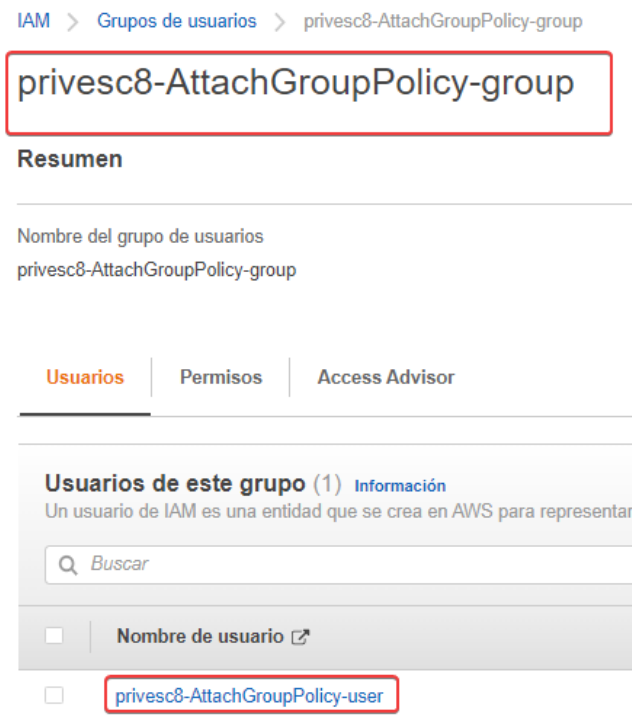 IAM > Grupos de usuarios > privesc8-AttachGroupPolicy-group
privesc8-AttachGroupPolicy-group
Resumen
Nombre del grupo de usuarios
privesc8-AttachGroupPolicy-group
Usuarios Permisos Access Advisor
Usuarios de este grupo (1) Información
Un usuario de IAM es una entidad que se crea en AWS para representar
Buscar
Nombre de usuario
privesc8-AttachGroupPolicy-user